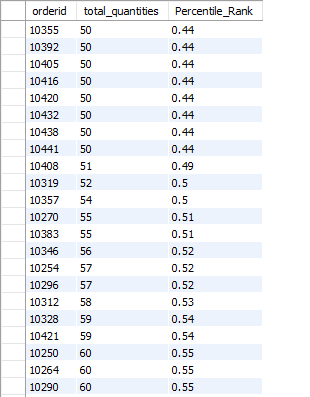 orderid total_quantities Percentile_Rank
10355 50 0.44
10392 50 0.44
10405 50 0.44
10416 50 0.44
10420 50 0.44
10432 50 0.44
10438 50 0.44
10441 50 0.44
10408 51 0.49
10319 52 0.5
10357 54 0.5
10270 55 0.51
10383 55 0.51
10346 56 0.52
10254 57 0.52
10296 57 0.52
10312 58 0.53
10328 59 0.54
10421 59 0.54
10250 60 0.55
10264 60 0.55
10290 60 0.55